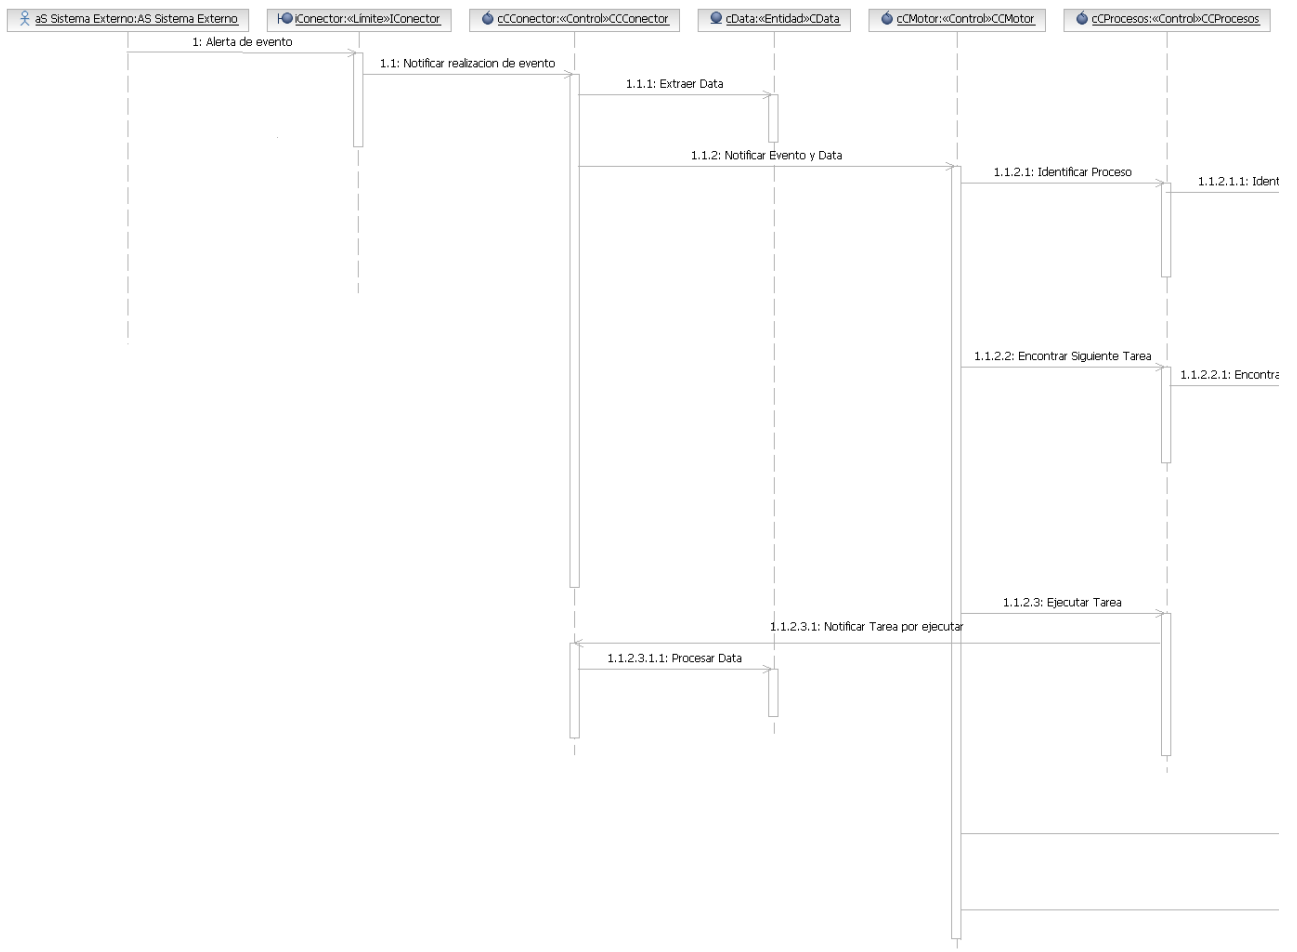 aS Sistema Externo:AS Sistema Externo
iConector:«Límite»IConector
cCConector:«Control»CCConector
cData:«Entidad»CData
cCMotor:«Control»CCMotor
cCProcesos:«Control»CCProcesos
1: Alerta de evento
1.1: Notificar realizacion de evento
1.1.1: Extraer Data
1.1.2: Notificar Evento y Data
1.1.2.1: Identificar Proceso
1.1.2.1.1: Ident
1.1.2.2: Encontrar Siguiente Tarea
1.1.2.2.1: Encontra
1.1.2.3: Ejecutar Tarea
1.1.2.3.1: Notificar Tarea por ejecutar
1.1.2.3.1.1: Procesar Data